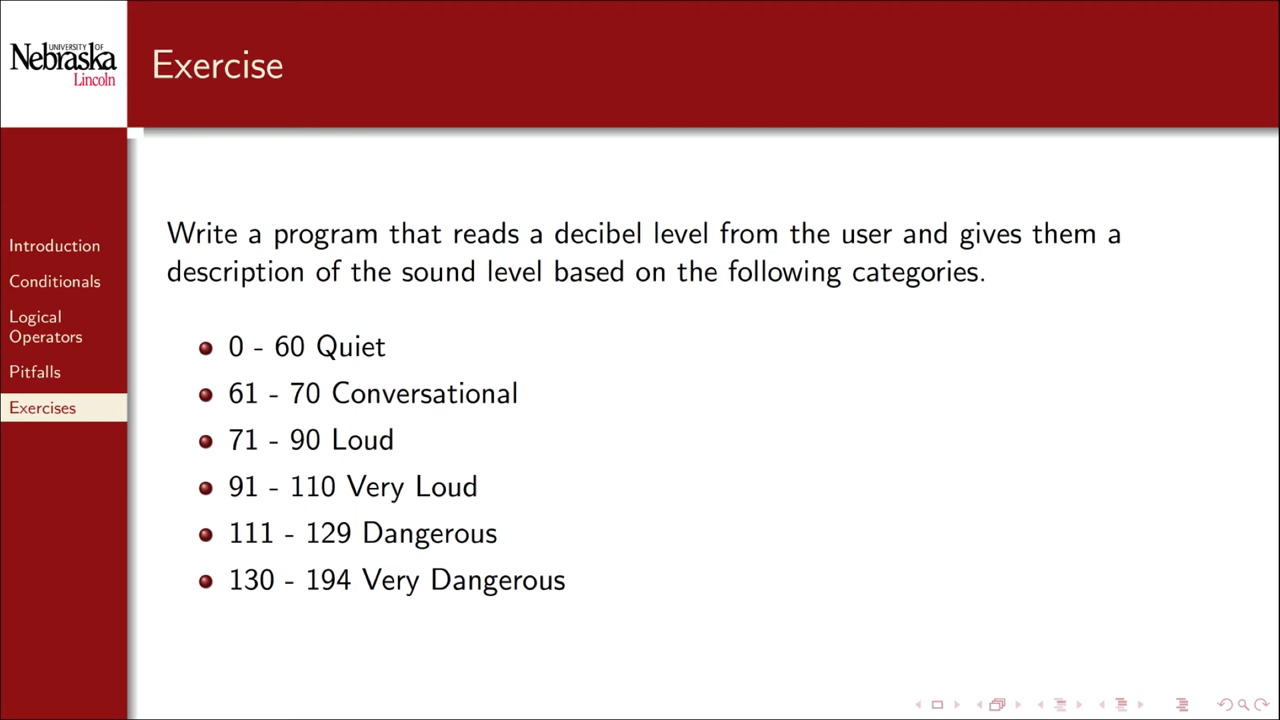 UNIVERSITY OF
Nebraska
Lincoln
Exercise
Introduction
Conditionals
Logical
Operators
Pitfalls
Exercises
Write a program that reads a decibel level from the user and gives them a
description of the sound level based on the following categories.
0 - 60 Quiet
61 - 70 Conversational
71 - 90 Loud
91 - 110 Very Loud
111 - 129 Dangerous
130 - 194 Very Dangerous